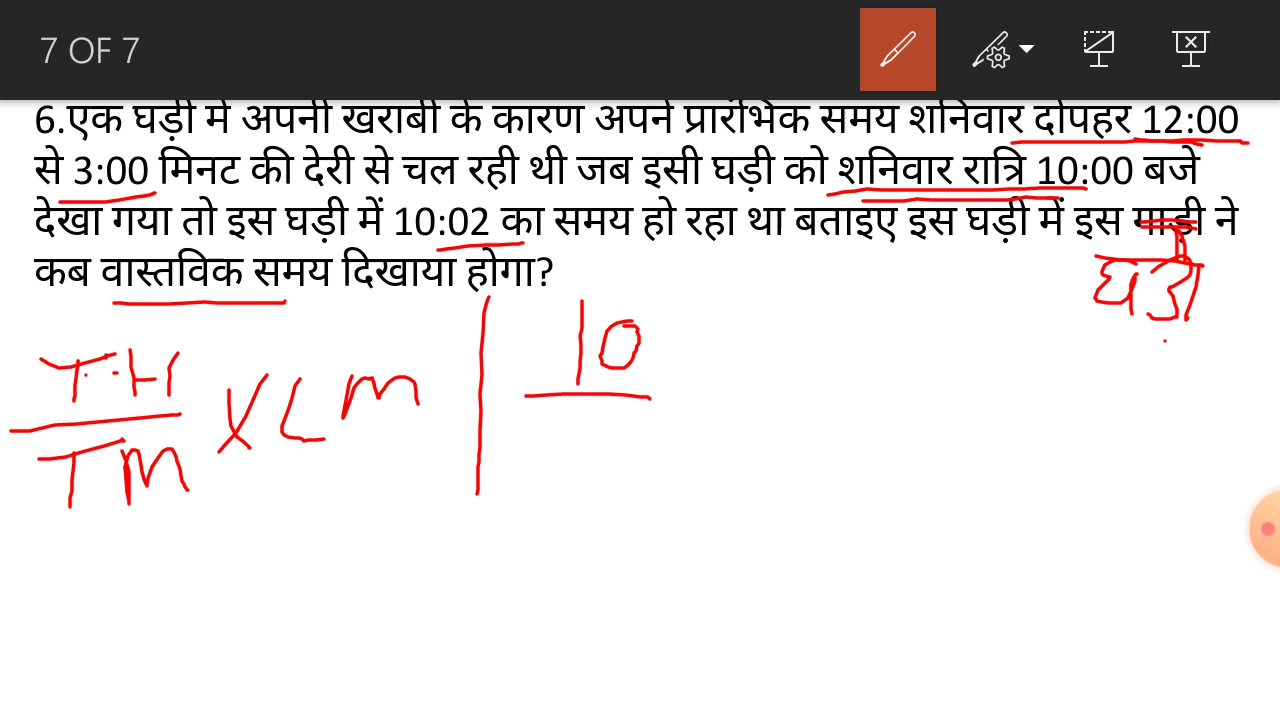 7 OF 7
6.एक घड़ी में अपनी खराबी के कारण अपने प्रारंभिक समय शनिवार दोपहर 12:00
से 3:00 मिनट की देरी से चल रही थी जब इसी घड़ी को शनिवार रात्रि 10:00 बजे
देखा गया तो इस घड़ी में 10:02 का समय हो रहा था बताइए इस घड़ी में इस गाड़ी ने
घड़ी
कब वास्तविक समय दिखाया होगा?
T.H
TM
X LM
10